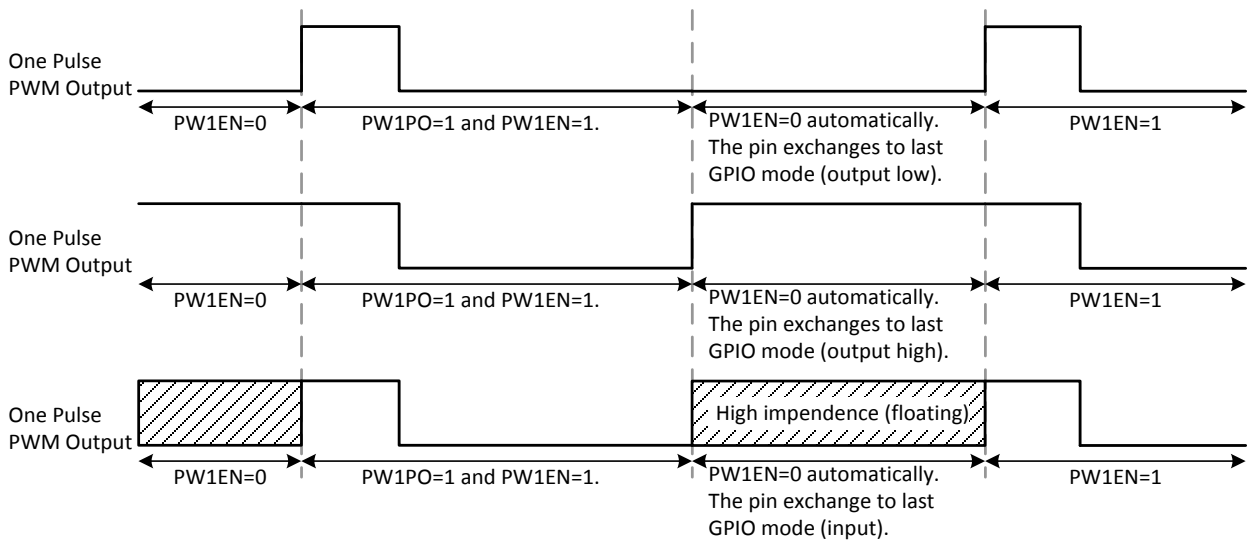 One Pulse
PWM Output
PW1EN=0
PW1PO=1 and PW1EN=1.
PW1EN=0 automatically.
The pin exchanges to last
GPIO mode (output low).
PW1EN=1
One Pulse
PWM Output
PW1EN=0
PW1PO=1 and PW1EN=1.
PW1EN=0 automatically.
The pin exchanges to last
GPIO mode (output high).
PW1EN=1
One Pulse
PWM Output
High impendence (floating)
PW1EN=0
PW1PO=1 and PW1EN=1.
PW1EN=0 automatically.
The pin exchange to last
GPIO mode (input).
PW1EN=1